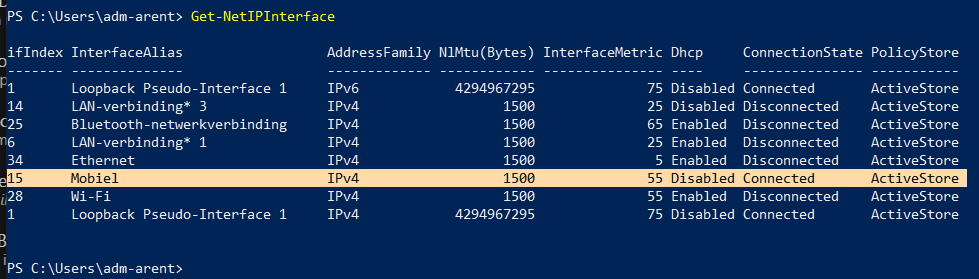 PS C:\Users\adm-arent> Get-NetIPInterface
ifIndex InterfaceAlias AddressFamily NlMtu(Bytes) InterfaceMetric Dhcp ConnectionState PolicyStore
------- -------------- ------------- ------------ --------------- ---- --------------- -----------
1 Loopback Pseudo-Interface 1 IPv6 4294967295 75 Disabled Connected ActiveStore
14 LAN-verbinding* 3 IPv4 1500 25 Disabled Disconnected ActiveStore
25 Bluetooth-netwerkverbinding IPv4 1500 65 Enabled Disconnected ActiveStore
6 LAN-verbinding* 1 IPv4 1500 25 Enabled Disconnected ActiveStore
34 Ethernet IPv4 1500 5 Enabled Disconnected ActiveStore
15 Mobiel IPv4 1500 55 Disabled Connected ActiveStore
28 Wi-Fi IPv4 1500 55 Enabled Disconnected ActiveStore
1 Loopback Pseudo-Interface 1 IPv4 4294967295 75 Disabled Connected ActiveStore
PS C:\Users\adm-arent>